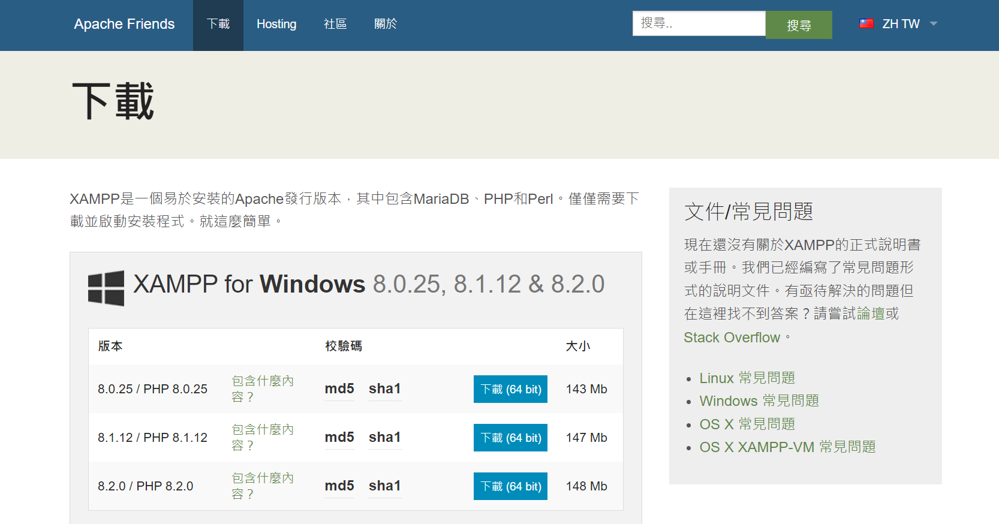 Apache Friends 下載 Hosting 社區 關於 搜尋.. 搜尋 ZH TW
下載
XAMPP是一個易於安裝的Apache發行版本，其中包含MariaDB、PHP和Perl。僅僅需要下
載並啟動安裝程式。就這麼簡單。
XAMPP for Windows 8.0.25, 8.1.12 & 8.2.0
版本 校驗碼 大小
8.0.25 / PHP 8.0.25 包含什麼內 md5 sha1 下載 (64 bit) 143 Mb
容？
8.1.12 / PHP 8.1.12 包含什麼內 md5 sha1 下載 (64 bit) 147 Mb
容？
8.2.0 / PHP 8.2.0 包含什麼內 md5 sha1 下載 (64 bit) 148 Mb
容？
文件/常見問題
現在還沒有關於XAMPP的正式說明書
或手冊。我們已經編寫了常見問題形
式的說明文件。有亟待解決的問題但
在這裡找不到答案？請嘗試論壇或
Stack Overflow。
Linux 常見問題
Windows 常見問題
OS X 常見問題
OS X XAMPP-VM 常見問題